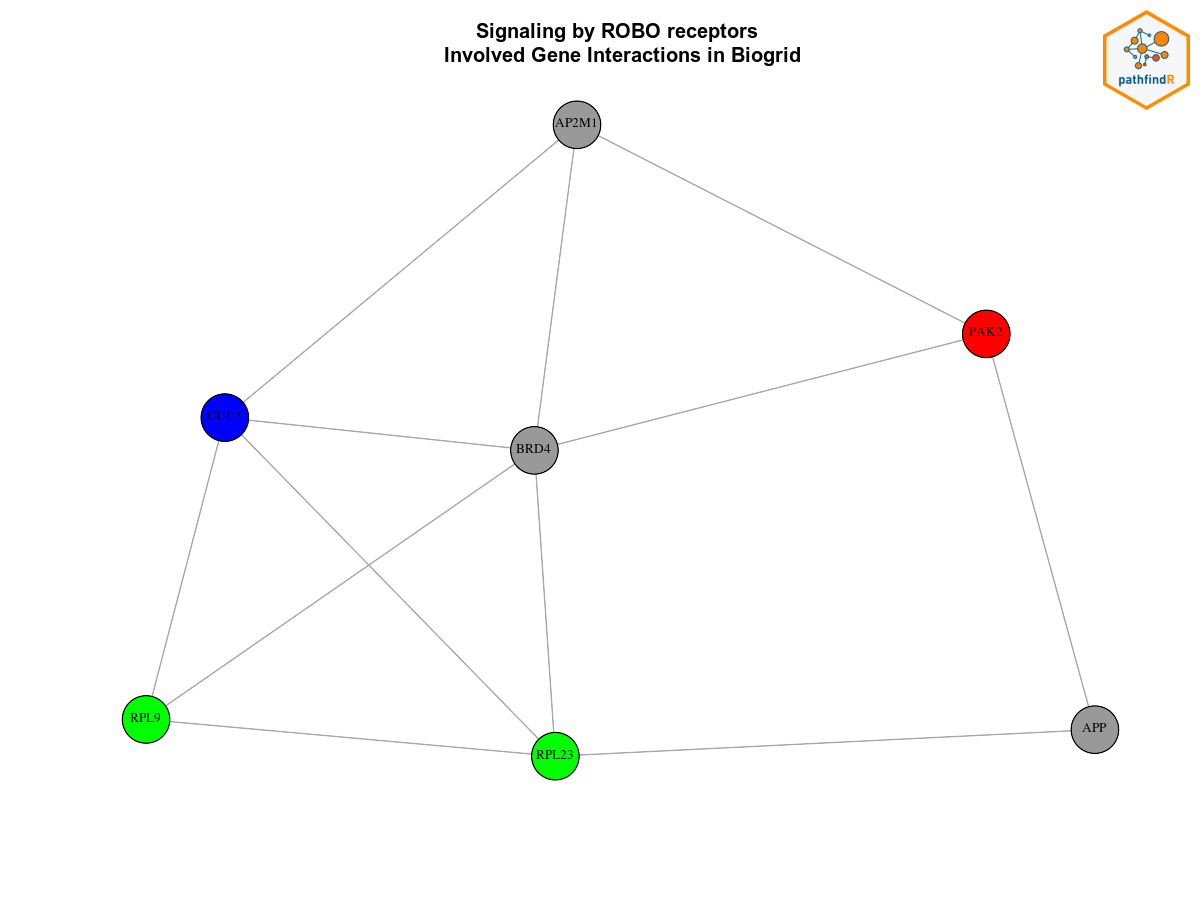 Signaling by ROBO receptors
Involved Gene Interactions in Biogrid
pathfindR
AP2M1
PAK2
CUL2
BRD4
RPL9
RPL23
APP